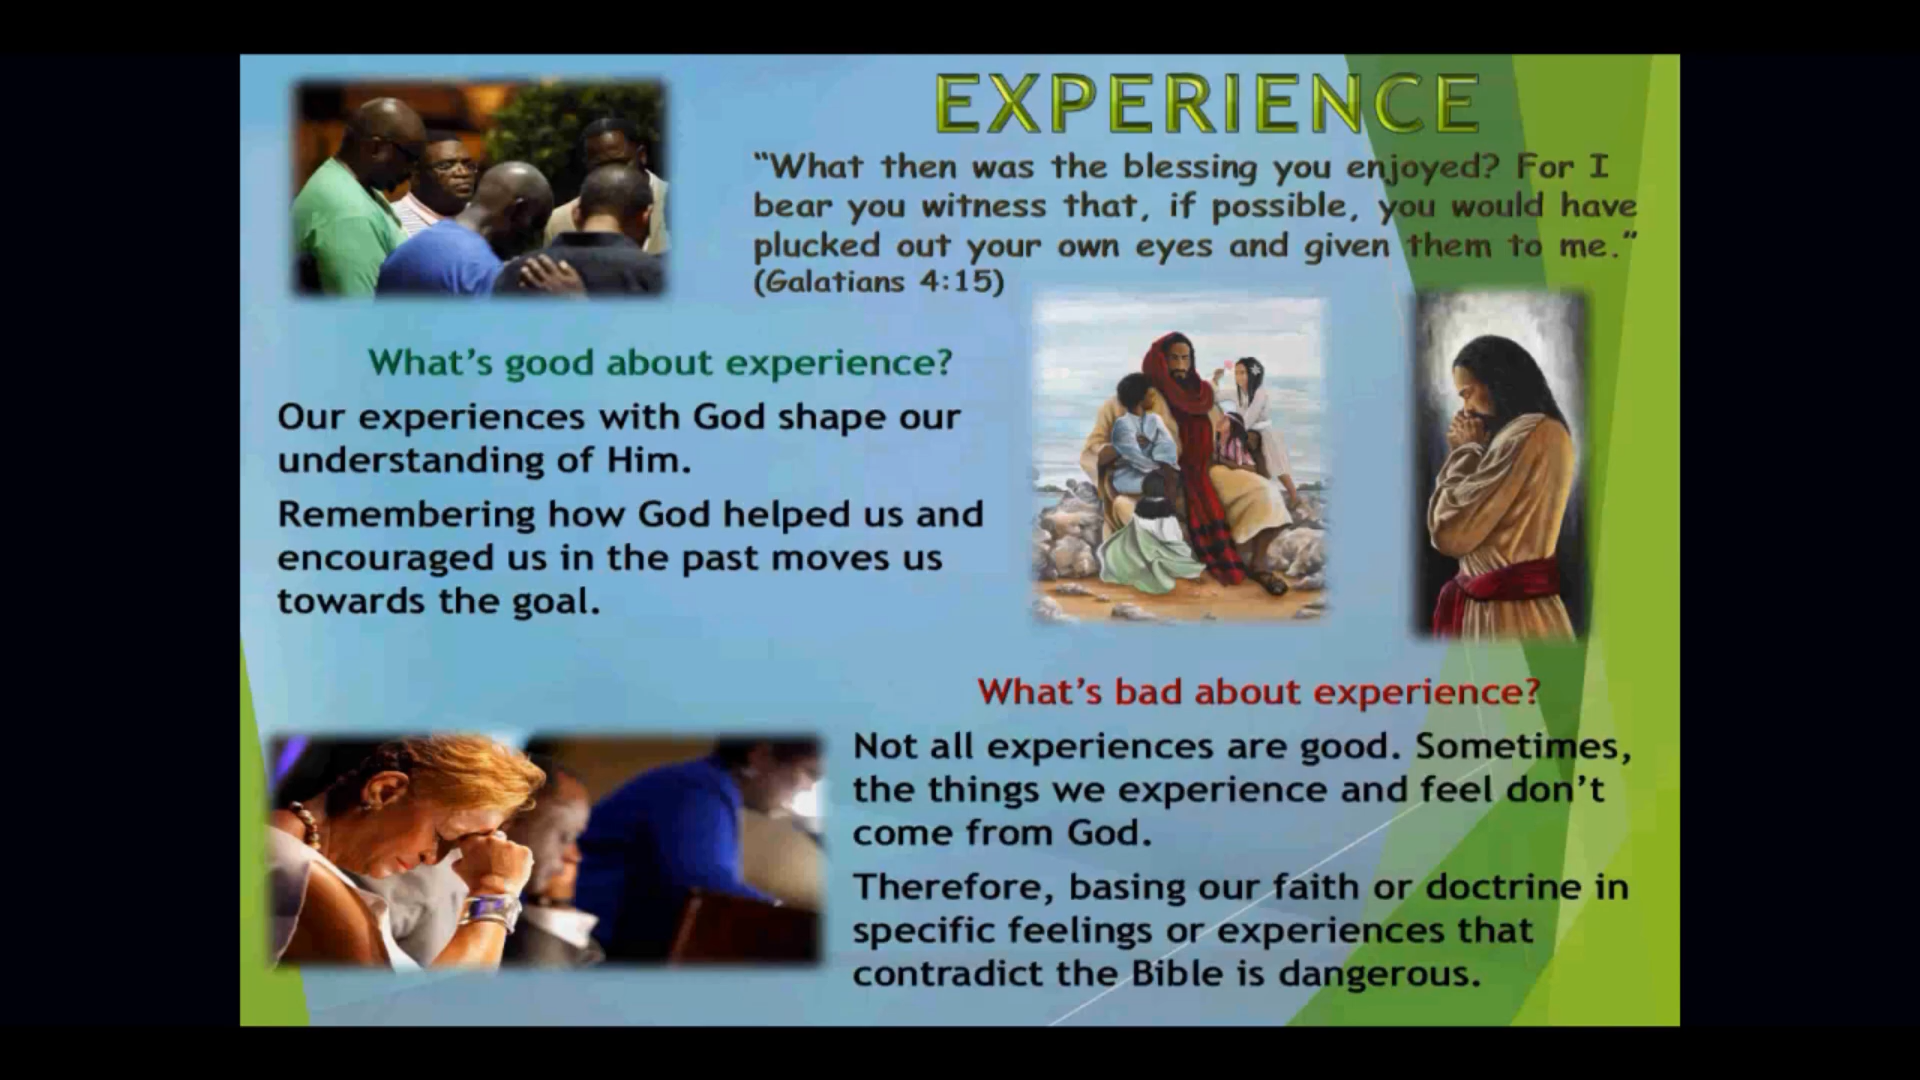 EXPERIENCE
“What then was the blessing you enjoyed? For I
bear you witness that, if possible, you would have
plucked out your own eyes and given them to me.”
(Galatians 4:15)
What’s good about experience?
Our experiences with God shape our
understanding of Him.
Remembering how God helped us and
encouraged us in the past moves us
towards the goal.
What’s bad about experience?
Not all experiences are good. Sometimes,
the things we experience and feel don’t
come from God.
Therefore, basing our faith or doctrine in
specific feelings or experiences that
contradict the Bible is dangerous.